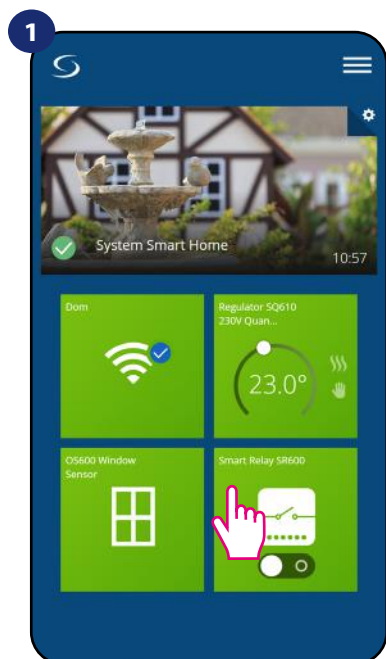 1
System Smart Home
10:57
Dom
Regulator SQ610
230V Quan...
23.0°
OS600 Window
Sensor
Smart Relay SR600